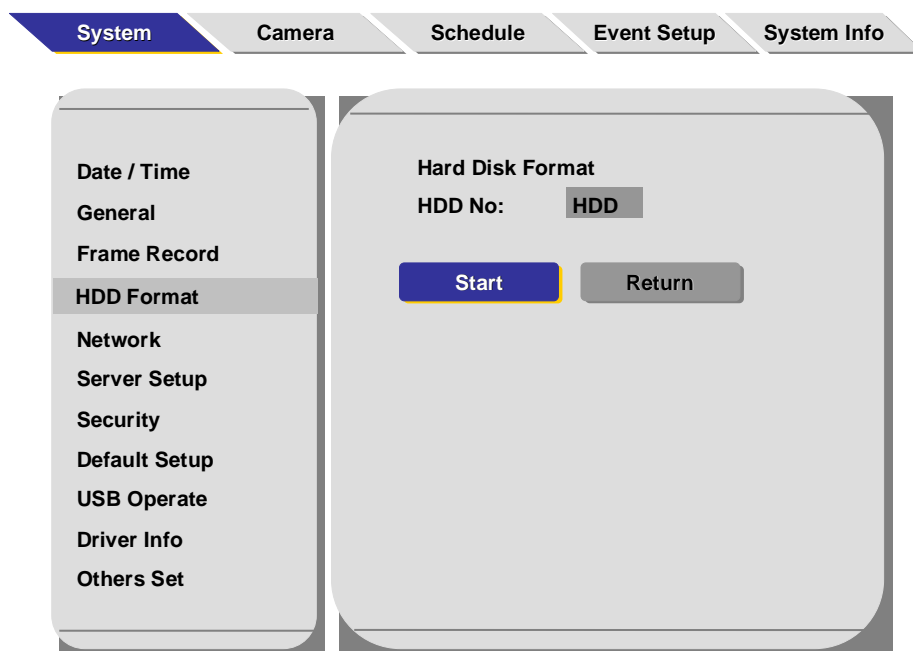 System Camera Schedule Event Setup System Info
Date / Time
General
Frame Record
HDD Format
Network
Server Setup
Security
Default Setup
USB Operate
Driver Info
Others Set
Hard Disk Format
HDD No: HDD
Start Return